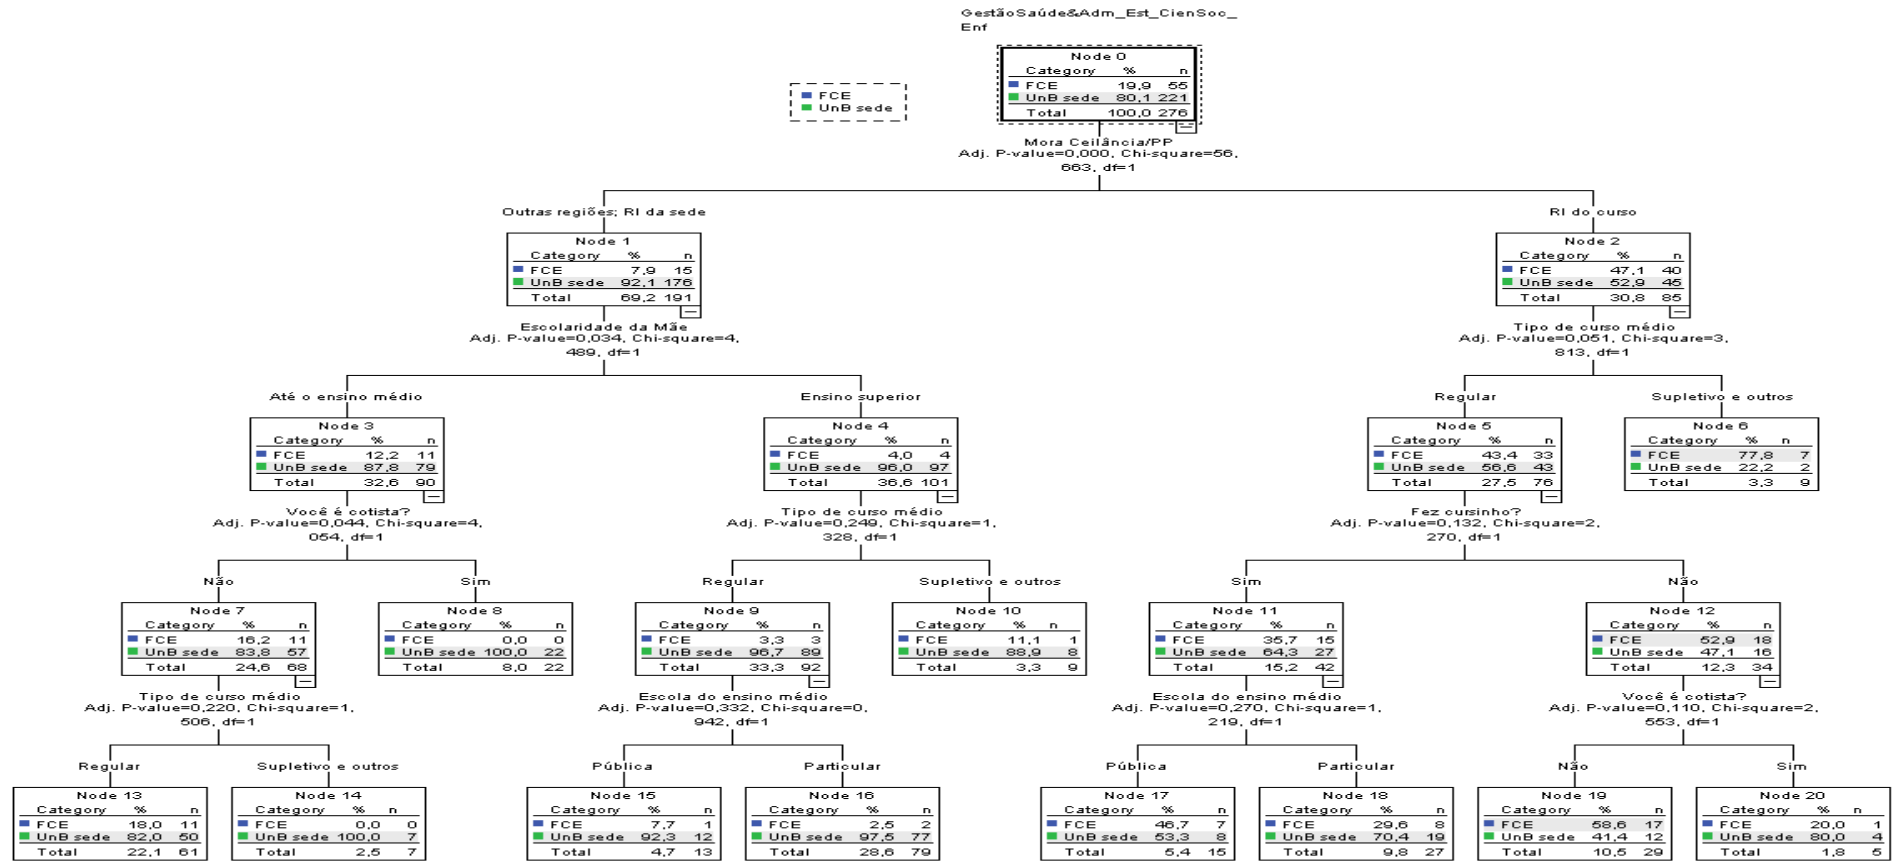 GestãoSaúde&Adm_Est_CienSoc_
Enf
FCE
UnB sede
Node 0
Category % n
FCE 19,9 55
UnB sede 80,1 221
Total 100,0 276
Mora Ceilância/PP
Adj. P-value=0,000, Chi-square=56,
663, df=1
Outras regiões; RI da sede
RI do curso
Node 1
Category % n
FCE 7,9 15
UnB sede 92,1 176
Total 69,2 191
Node 2
Category % n
FCE 47,1 40
UnB sede 52,9 45
Total 30,8 85
Escolaridade da Mãe
Adj. P-value=0,034, Chi-square=4,
489, df=1
Tipo de curso médio
Adj. P-value=0,051, Chi-square=3,
813, df=1
Até o ensino médio
Ensino superior
Regular
Supletivo e outros
Node 3
Category % n
FCE 12,2 11
UnB sede 87,8 79
Total 32,6 90
Node 4
Category % n
FCE 4,0 4
UnB sede 96,0 97
Total 36,6 101
Node 5
Category % n
FCE 43,4 33
UnB sede 56,6 43
Total 27,5 76
Node 6
Category % n
FCE 77,8 7
UnB sede 22,2 2
Total 3,3 9
Você é cotista?
Adj. P-value=0,044, Chi-square=4,
054, df=1
Tipo de curso médio
Adj. P-value=0,249, Chi-square=1,
328, df=1
Fez cursinho?
Adj. P-value=0,132, Chi-square=2,
270, df=1
Não
Sim
Regular
Supletivo e outros
Sim
Não
Node 7
Category % n
FCE 16,2 11
UnB sede 83,8 57
Total 24,6 68
Node 8
Category % n
FCE 0,0 0
UnB sede 100,0 22
Total 8,0 22
Node 9
Category % n
FCE 3,3 3
UnB sede 96,7 89
Total 33,3 92
Node 10
Category % n
FCE 11,1 1
UnB sede 88,9 8
Total 3,3 9
Node 11
Category % n
FCE 35,7 15
UnB sede 64,3 27
Total 15,2 42
Node 12
Category % n
FCE 52,9 18
UnB sede 47,1 16
Total 12,3 34
Tipo de curso médio
Adj. P-value=0,220, Chi-square=1,
506, df=1
Escola do ensino médio
Adj. P-value=0,332, Chi-square=0,
942, df=1
Escola do ensino médio
Adj. P-value=0,270, Chi-square=1,
219, df=1
Você é cotista?
Adj. P-value=0,110, Chi-square=2,
553, df=1
Regular
Supletivo e outros
Pública
Particular
Pública
Particular
Não
Sim
Node 13
Category % n
FCE 18,0 11
UnB sede 82,0 50
Total 22,1 61
Node 14
Category % n
FCE 0,0 0
UnB sede 100,0 7
Total 2,5 7
Node 15
Category % n
FCE 7,7 1
UnB sede 92,3 12
Total 4,7 13
Node 16
Category % n
FCE 2,5 2
UnB sede 97,5 77
Total 28,6 79
Node 17
Category % n
FCE 46,7 7
UnB sede 53,3 8
Total 5,4 15
Node 18
Category % n
FCE 29,6 8
UnB sede 70,4 19
Total 9,8 27
Node 19
Category % n
FCE 58,6 17
UnB sede 41,4 12
Total 10,5 29
Node 20
Category % n
FCE 20,0 1
UnB sede 80,0 4
Total 1,8 5